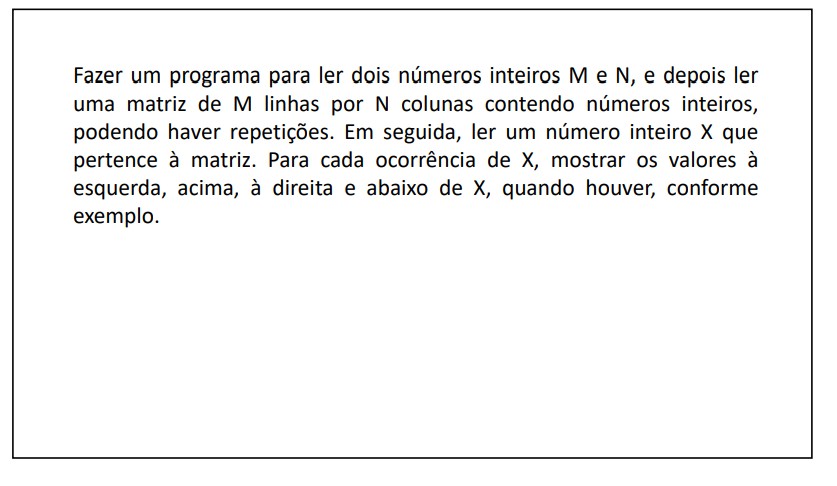 Fazer um programa para ler dois números inteiros M e N, e depois ler
uma matriz de M linhas por N colunas contendo números inteiros,
podendo haver repetições. Em seguida, ler um número inteiro X que
pertence à matriz. Para cada ocorrência de X, mostrar os valores à
esquerda, acima, à direita e abaixo de X, quando houver, conforme
exemplo.